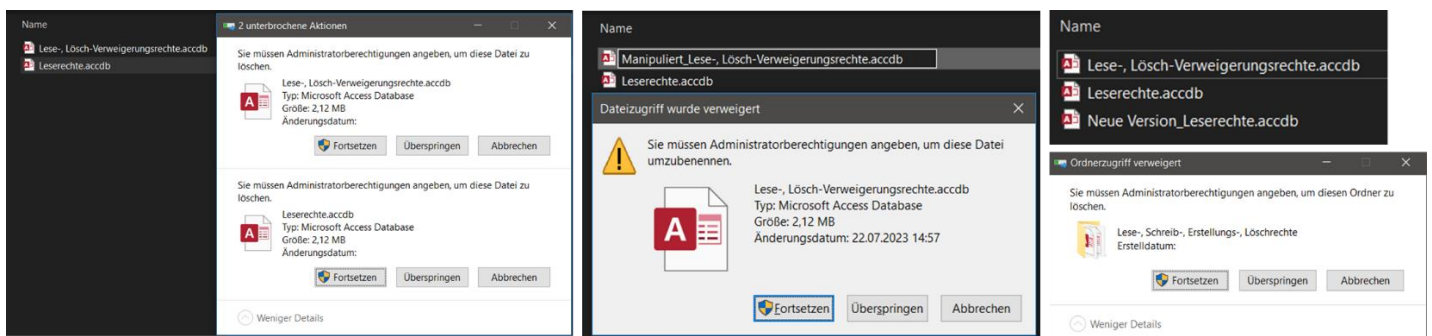 Name
Lese-, Lösch-Verweigerungsrechte.accdb
Leserechte.accdb
2 unterbrochene Aktionen
Sie müssen Administratorberechtigungen angeben, um diese Datei zu
löschen.
Lese-, Lösch-Verweigerungsrechte.accdb
Typ: Microsoft Access Database
Größe: 2,12 MB
Änderungsdatum:
Fortsetzen Überspringen Abbrechen
Sie müssen Administratorberechtigungen angeben, um diese Datei zu
löschen.
Leserechte.accdb
Typ: Microsoft Access Database
Größe: 2,12 MB
Änderungsdatum:
Fortsetzen Überspringen Abbrechen
Weniger Details
Name
Manipuliert_Lese-, Lösch-Verweigerungsrechte.accdb
Leserechte.accdb
Dateizugriff wurde verweigert
Sie müssen Administratorberechtigungen angeben, um diese Datei
umzubenennen.
Lese-, Lösch-Verweigerungsrechte.accdb
Typ: Microsoft Access Database
Größe: 2,12 MB
Änderungsdatum: 22.07.2023 14:57
Fortsetzen Überspringen Abbrechen
Name
Lese-, Lösch-Verweigerungsrechte.accdb
Leserechte.accdb
Neue Version_Leserechte.accdb
Ordnerzugriff verweigert
Sie müssen Administratorberechtigungen angeben, um diesen Ordner zu
löschen.
Lese-, Schreib-, Erstellungs-, Löschrechte
Erstelldatum:
Fortsetzen Überspringen Abbrechen
Weniger Details